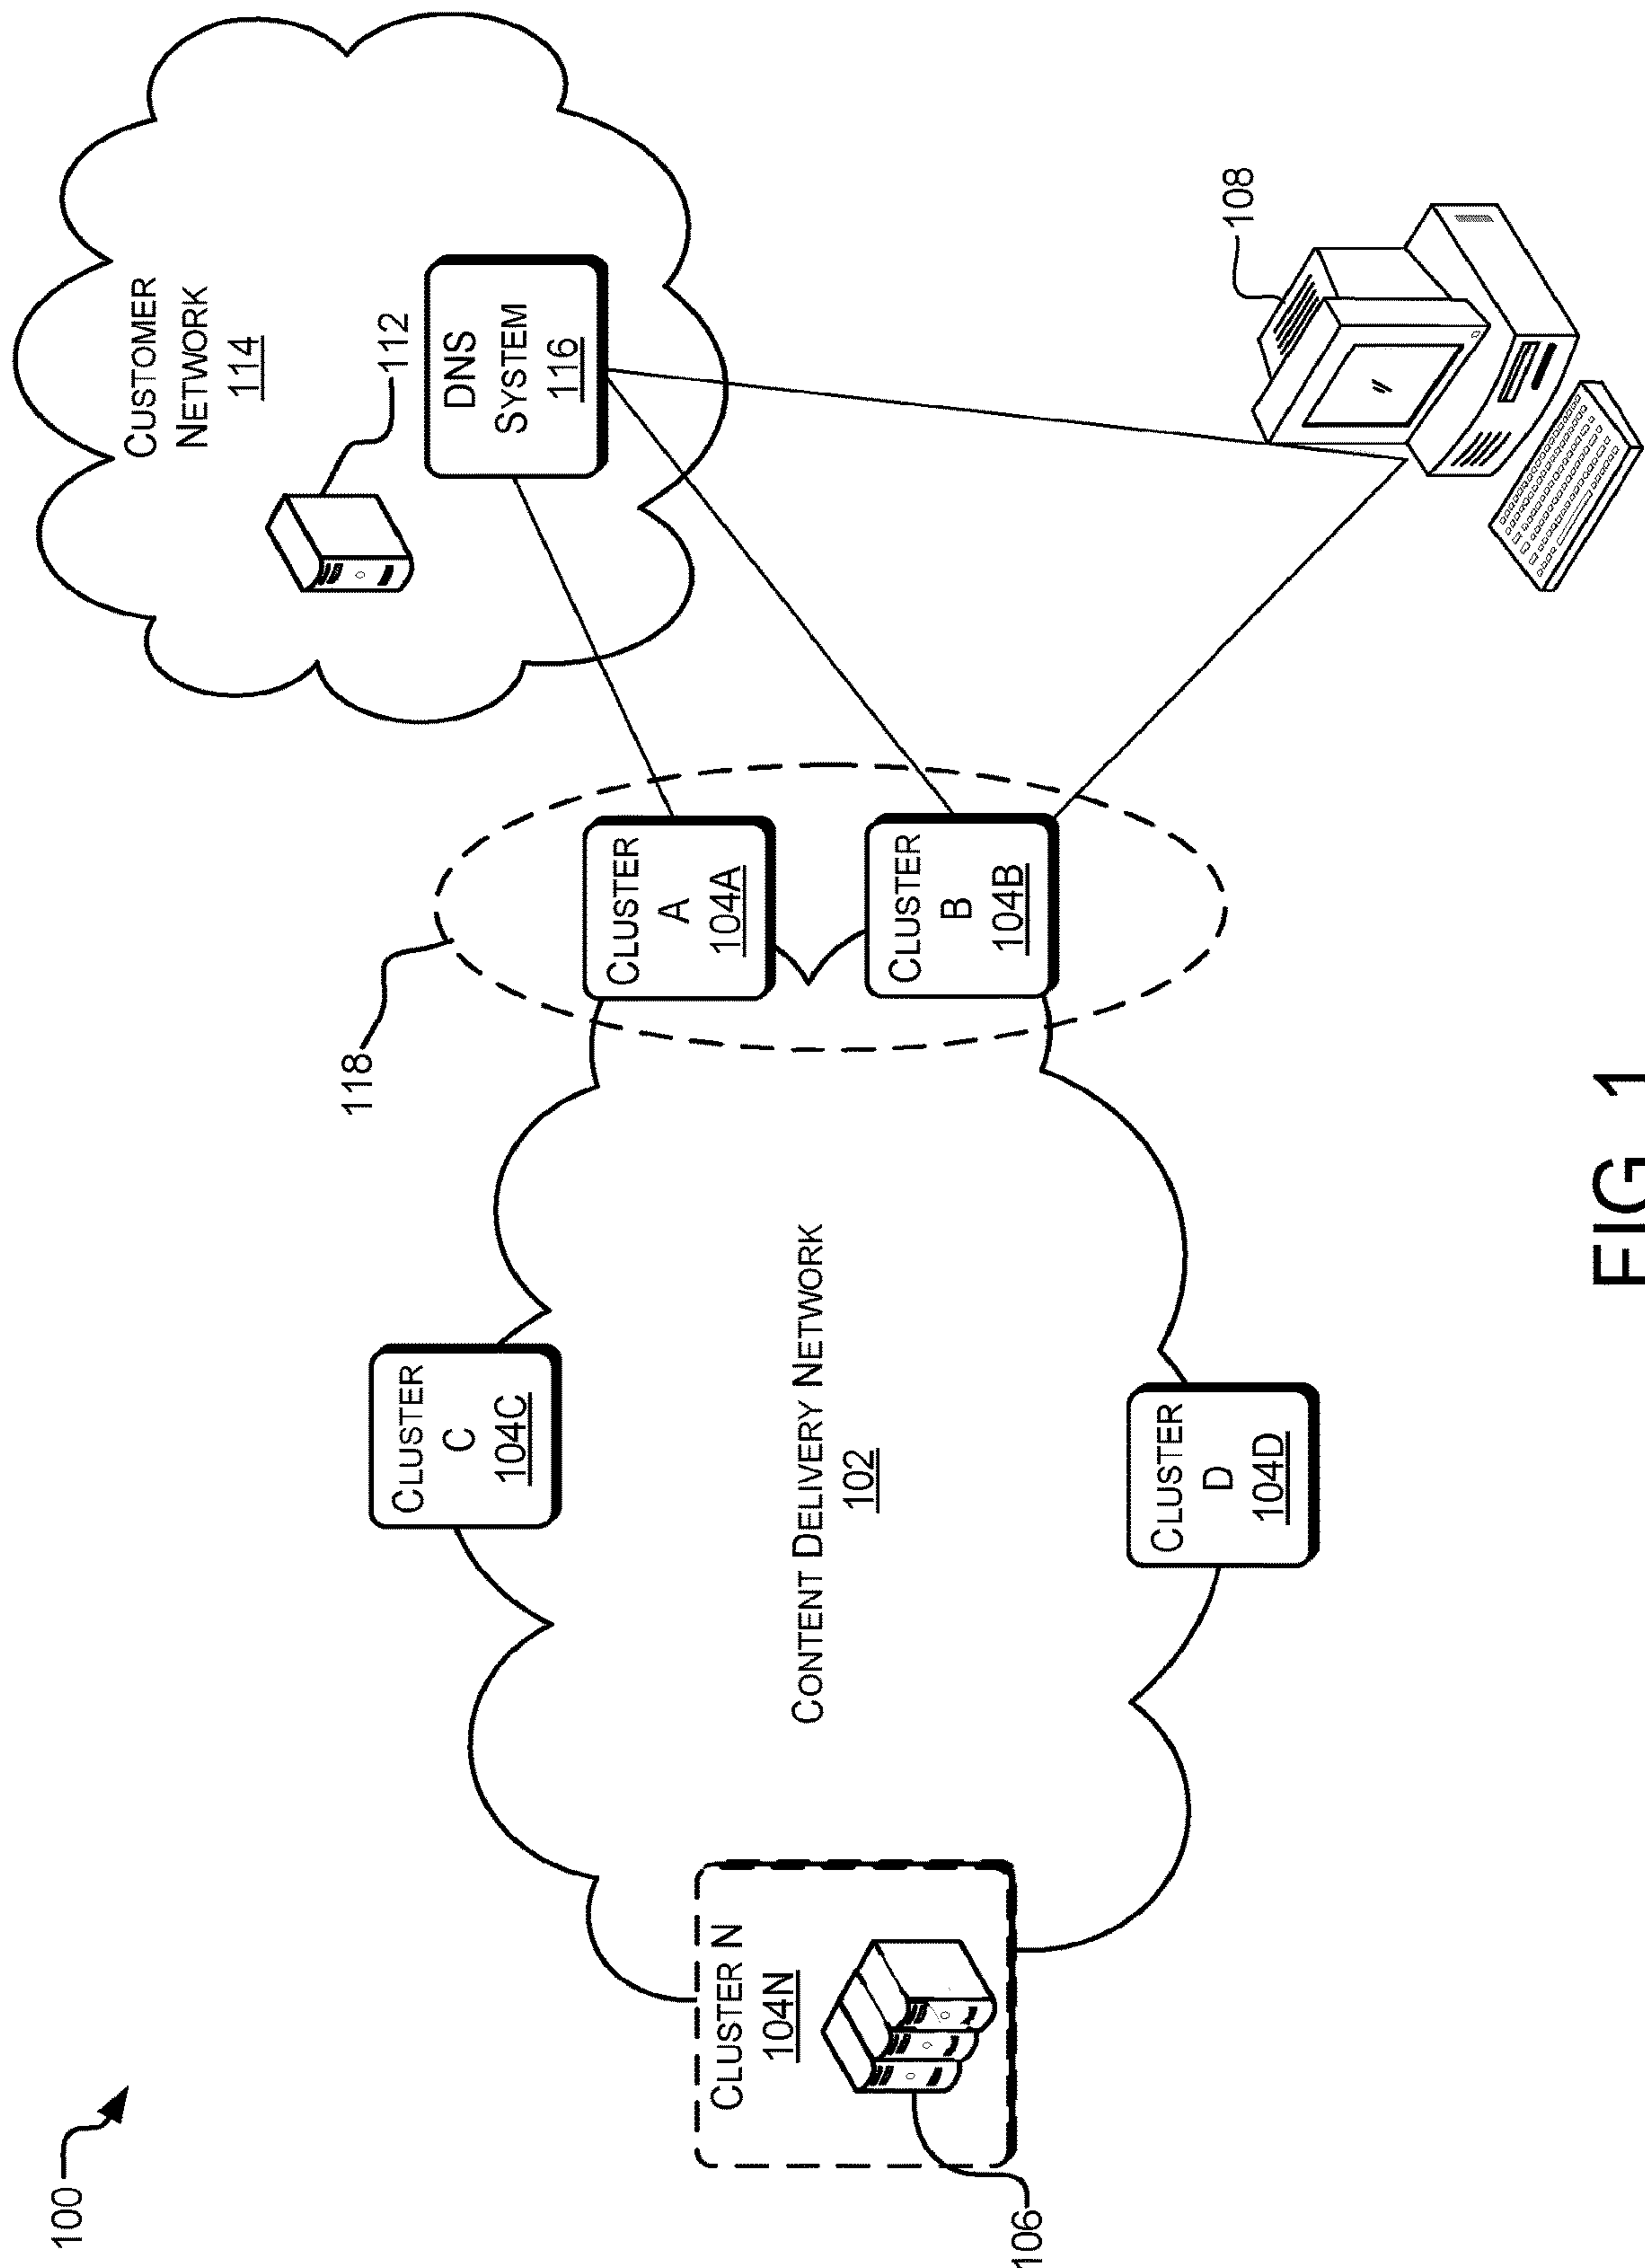 100
CUSTOMER
NETWORK
114
112
DNS
SYSTEM
116
118
CLUSTER
A
104A
CLUSTER
B
104B
108
CLUSTER
C
104C
CONTENT DELIVERY NETWORK
102
CLUSTER
D
104D
CLUSTER N
104N
106
FIG. 1